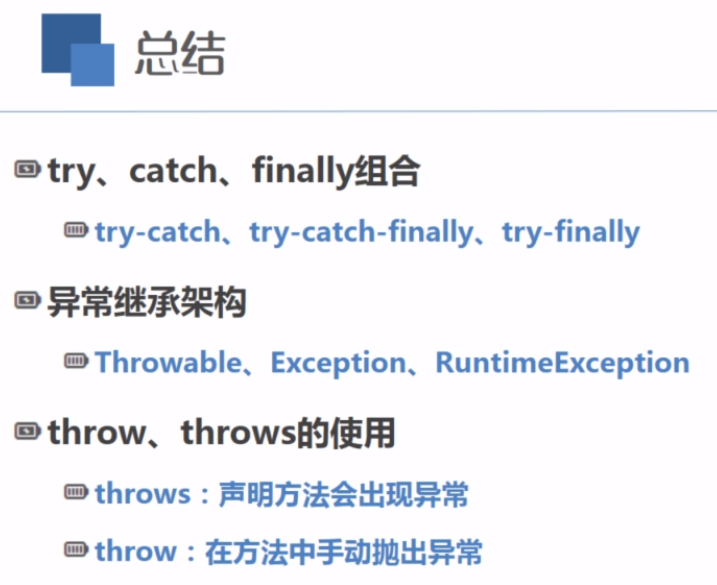 总结
try、catch、finally组合
try-catch、try-catch-finally、try-finally
异常继承架构
Throwable、Exception、RuntimeException
throw、throws的使用
throws：声明方法会出现异常
throw：在方法中手动抛出异常